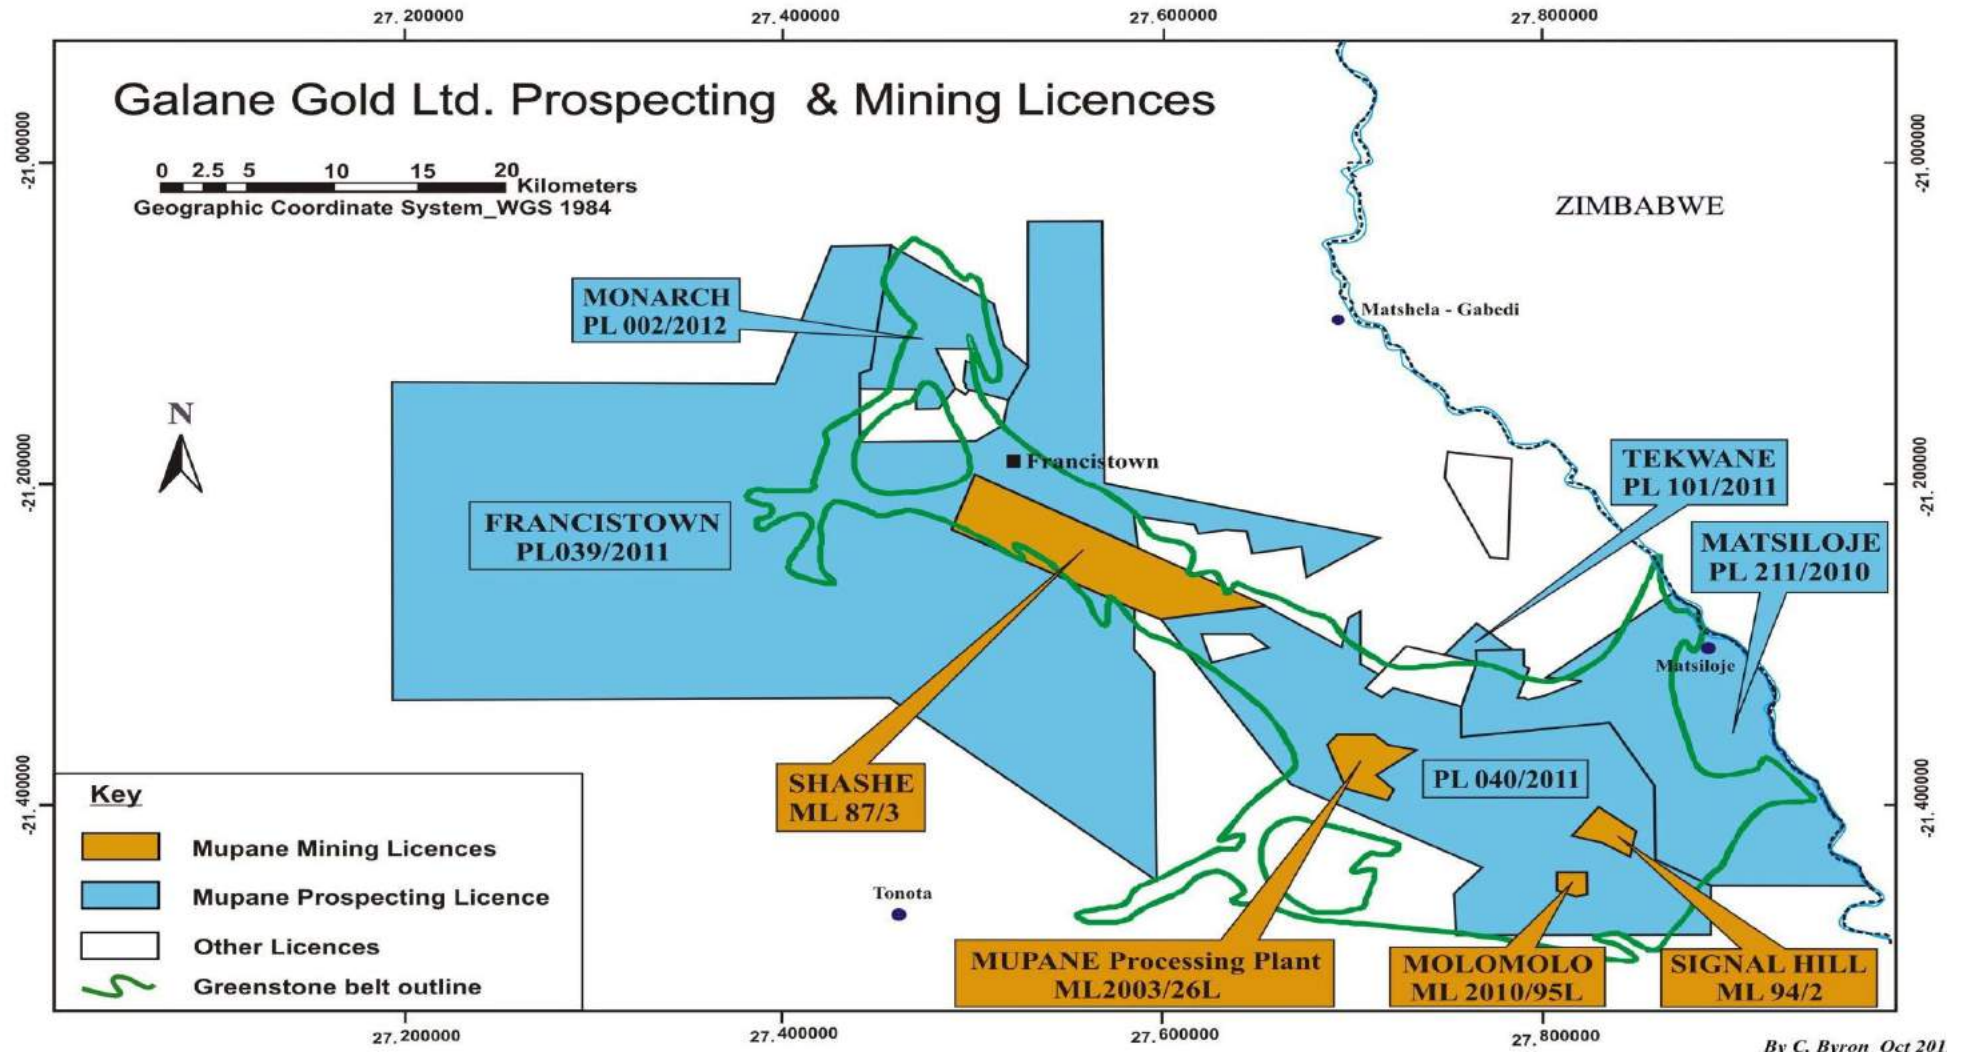 27.200000
27.400000
27.600000
27.800000
Galane Gold Ltd. Prospecting & Mining Licences
-21.000000
-21.000000
0 2.5 5 10 15 20
Kilometers
Geographic Coordinate System_WGS 1984
ZIMBABWE
MONARCH
PL 002/2012
Matshela - Gabedi
N
Francistown
-21.200000
-21.200000
TEKWANE
PL 101/2011
FRANCISTOWN
PL039/2011
MATSILOJE
PL 211/2010
Matsiloje
SHASHE
ML 87/3
PL 040/2011
-21.400000
-21.400000
Key
Mupane Mining Licences
Mupane Prospecting Licence
Other Licences
Greenstone belt outline
Tonota
MUPANE Processing Plant
ML2003/26L
MOLOMOLO
ML 2010/95L
SIGNAL HILL
ML 94/2
27.200000
27.400000
27.600000
27.800000
By C. Byron Oct 201